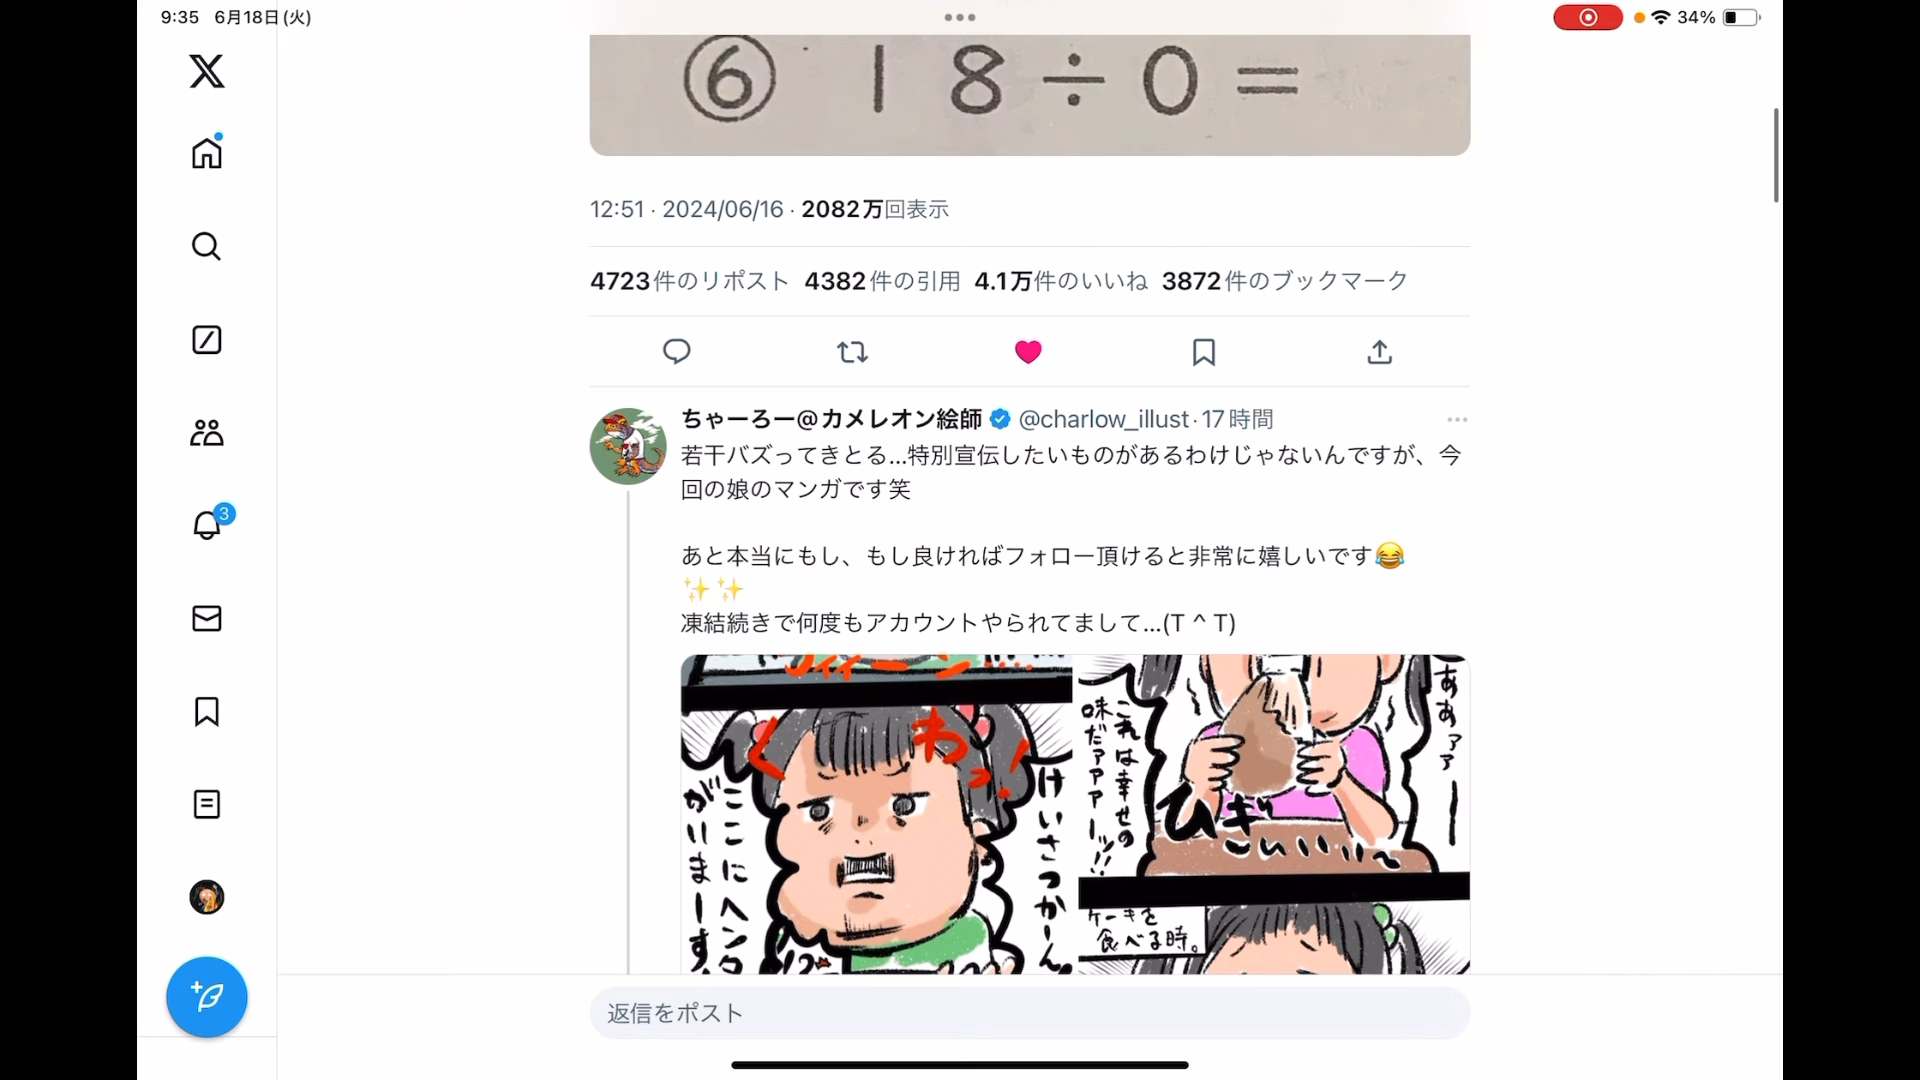 9:35 6月18日(火)
34%
⑥ 18÷0=
12:51 · 2024/06/16 · 2082万回表示
4723件のリポスト 4382件の引用 4.1万件のいいね 3872件のブックマーク
ちゃーろー@カメレオン絵師 @charlow_illust · 17時間
若干バズってきとる...特別宣伝したいものがあるわけじゃないんですが、今
回の娘のマンガです笑
あと本当にもし、もし良ければフォロー頂けると非常に嬉しいです😂
✨✨
凍結続きで何度もアカウントやられてまして...(T ^ T)
くわっ!
けいさつかーん
ここにヘンタ
がいまーす
ああァァー
これは幸せの
味だァァァーッ!!
ケーキを
食べる時。
3
返信をポスト